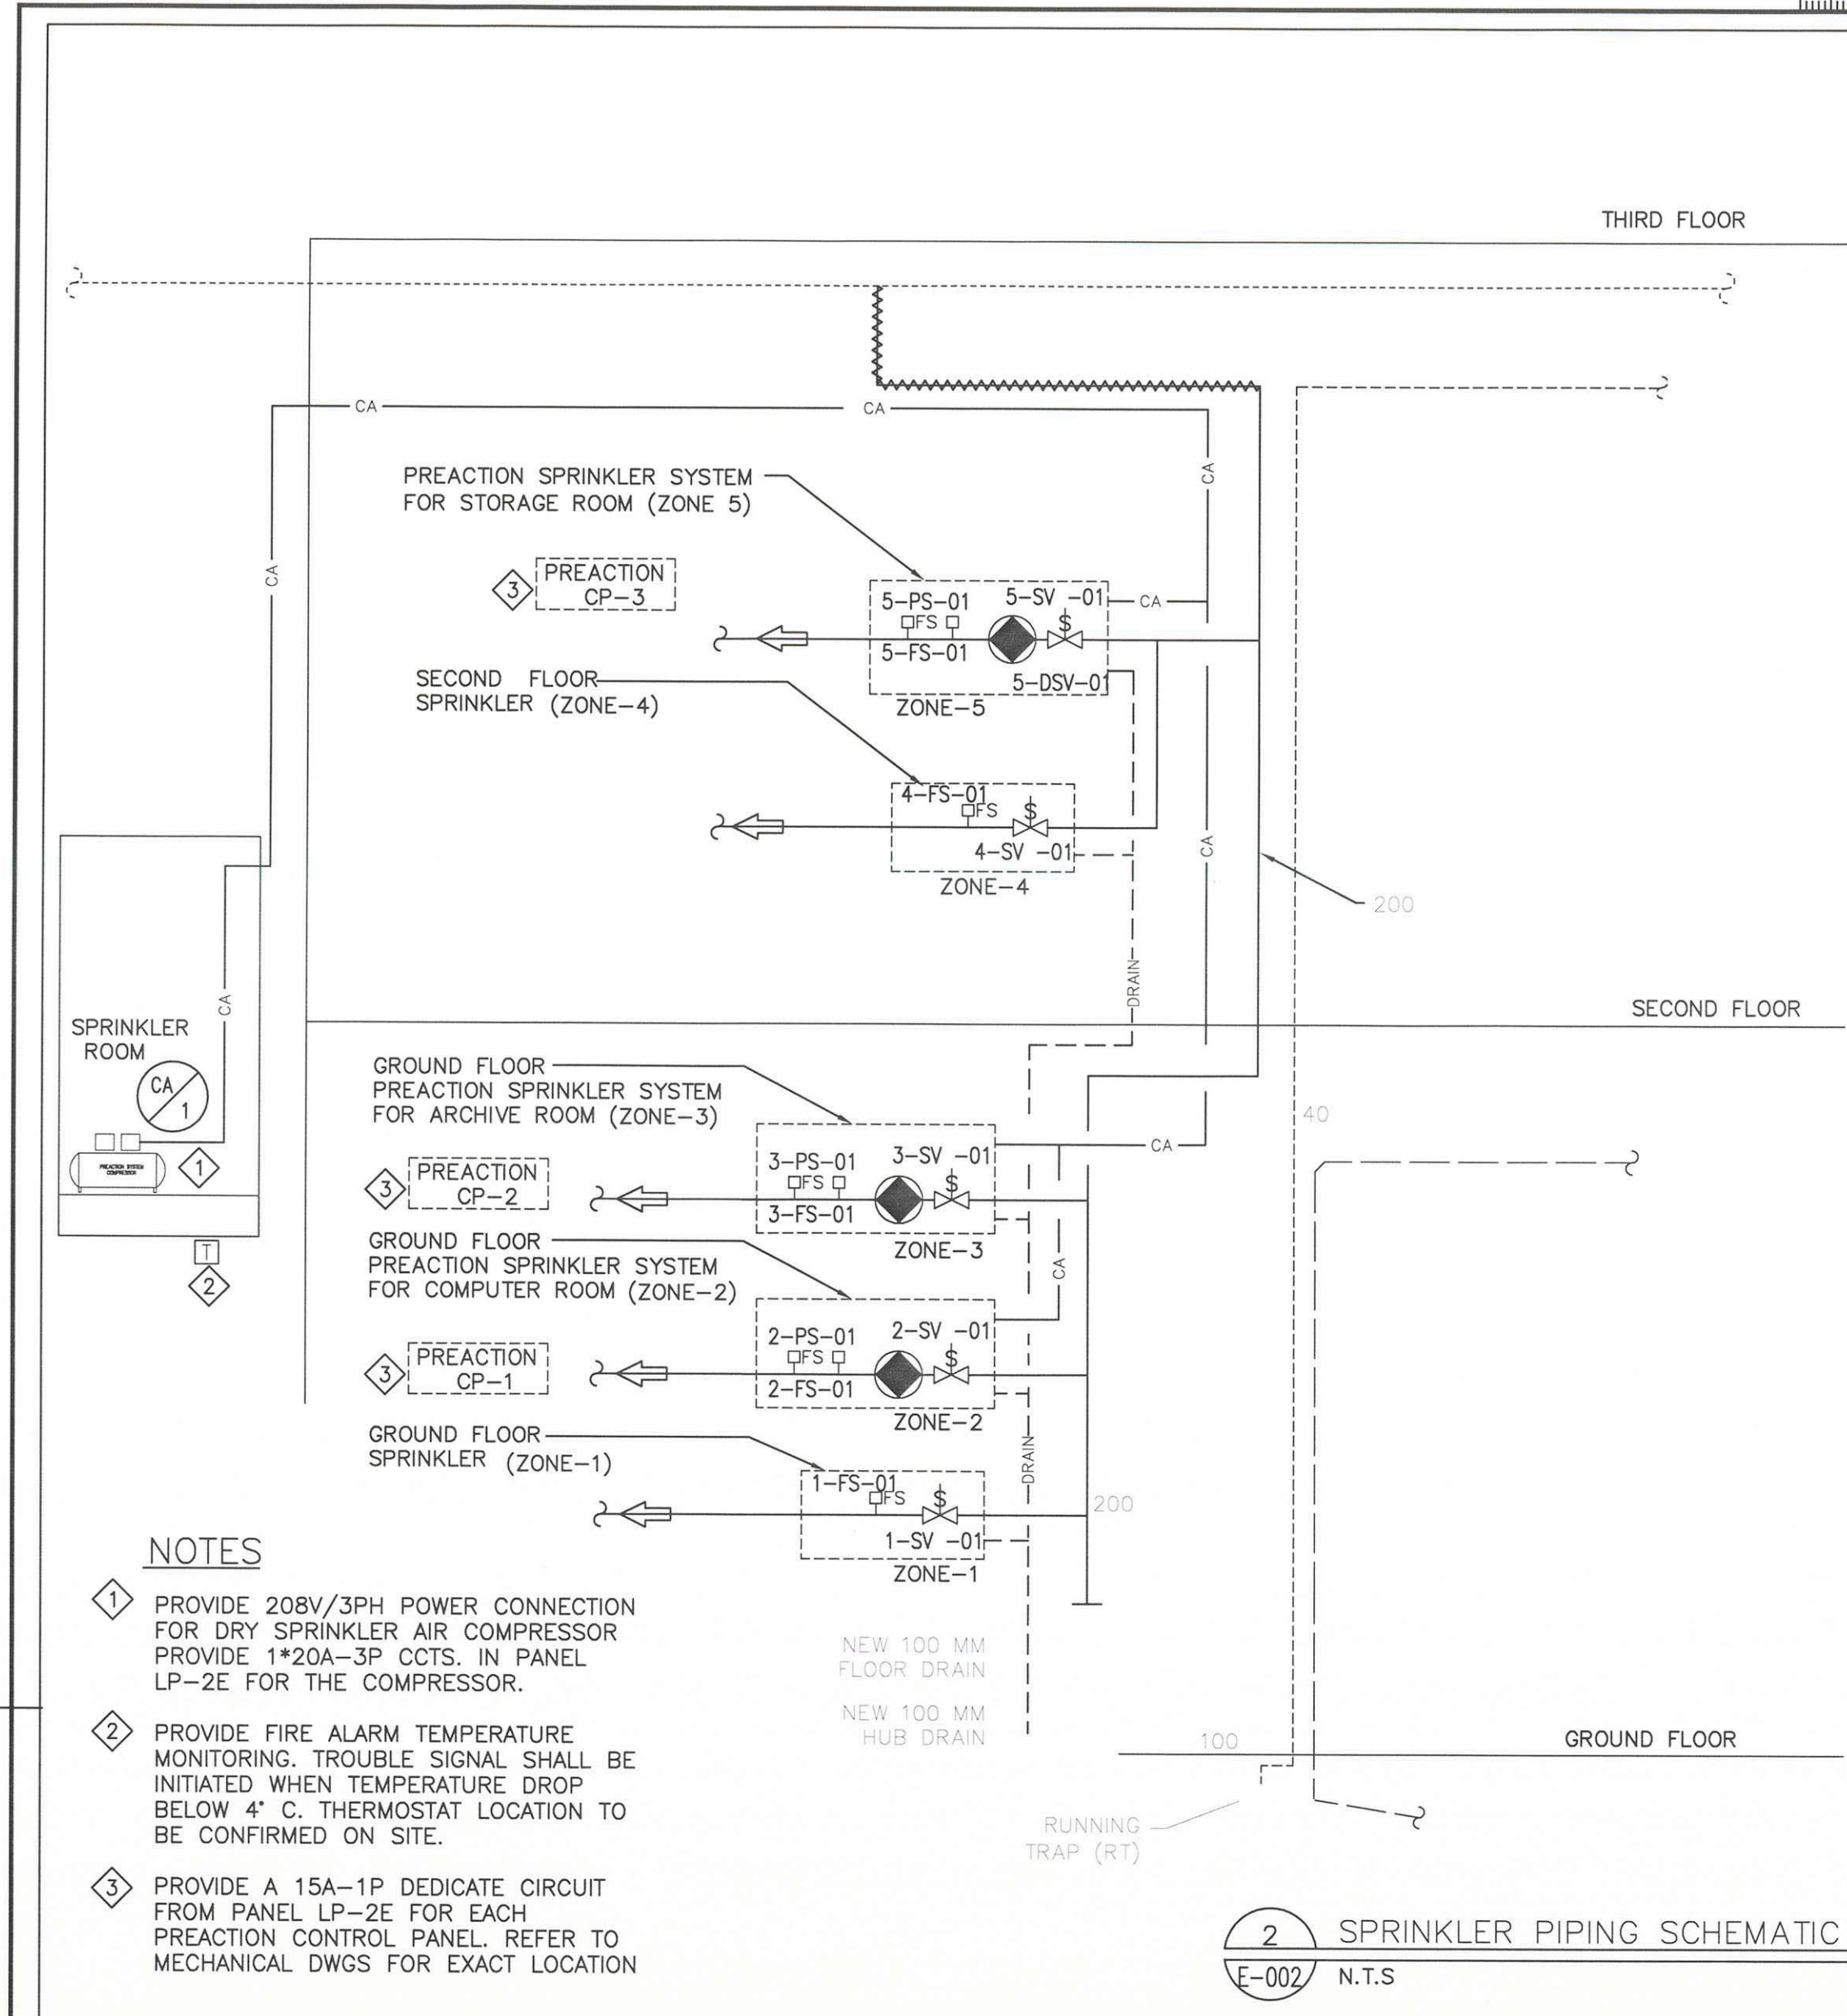 THIRD FLOOR
CA
CA
CA
CA
PREACTION SPRINKLER SYSTEM
FOR STORAGE ROOM (ZONE 5)
3
PREACTION
CP-3
5-PS-01
5-SV -01
CA
FS
$
5-FS-01
5-DSV-01
ZONE-5
SECOND FLOOR
SPRINKLER (ZONE-4)
4-FS-01
FS
$
4-SV -01
ZONE-4
CA
200
DRAIN
CA
SECOND FLOOR
SPRINKLER
ROOM
CA
1
PREACTION SYSTEM
COMPRESSOR
1
T
2
GROUND FLOOR
PREACTION SPRINKLER SYSTEM
FOR ARCHIVE ROOM (ZONE-3)
40
CA
3
PREACTION
CP-2
3-PS-01
3-SV -01
FS
$
3-FS-01
ZONE-3
CA
GROUND FLOOR
PREACTION SPRINKLER SYSTEM
FOR COMPUTER ROOM (ZONE-2)
3
PREACTION
CP-1
2-PS-01
2-SV -01
FS
$
2-FS-01
ZONE-2
DRAIN
GROUND FLOOR
SPRINKLER (ZONE-1)
1-FS-01
FS
$
1-SV -01
ZONE-1
200
NOTES
1
PROVIDE 208V/3PH POWER CONNECTION
FOR DRY SPRINKLER AIR COMPRESSOR
PROVIDE 1*20A-3P CCTS. IN PANEL
LP-2E FOR THE COMPRESSOR.
2
PROVIDE FIRE ALARM TEMPERATURE
MONITORING. TROUBLE SIGNAL SHALL BE
INITIATED WHEN TEMPERATURE DROP
BELOW 4° C. THERMOSTAT LOCATION TO
BE CONFIRMED ON SITE.
3
PROVIDE A 15A-1P DEDICATE CIRCUIT
FROM PANEL LP-2E FOR EACH
PREACTION CONTROL PANEL. REFER TO
MECHANICAL DWGS FOR EXACT LOCATION
NEW 100 MM
FLOOR DRAIN
NEW 100 MM
HUB DRAIN
100
GROUND FLOOR
RUNNING
TRAP (RT)
2
SPRINKLER PIPING SCHEMATIC
E-002
N.T.S